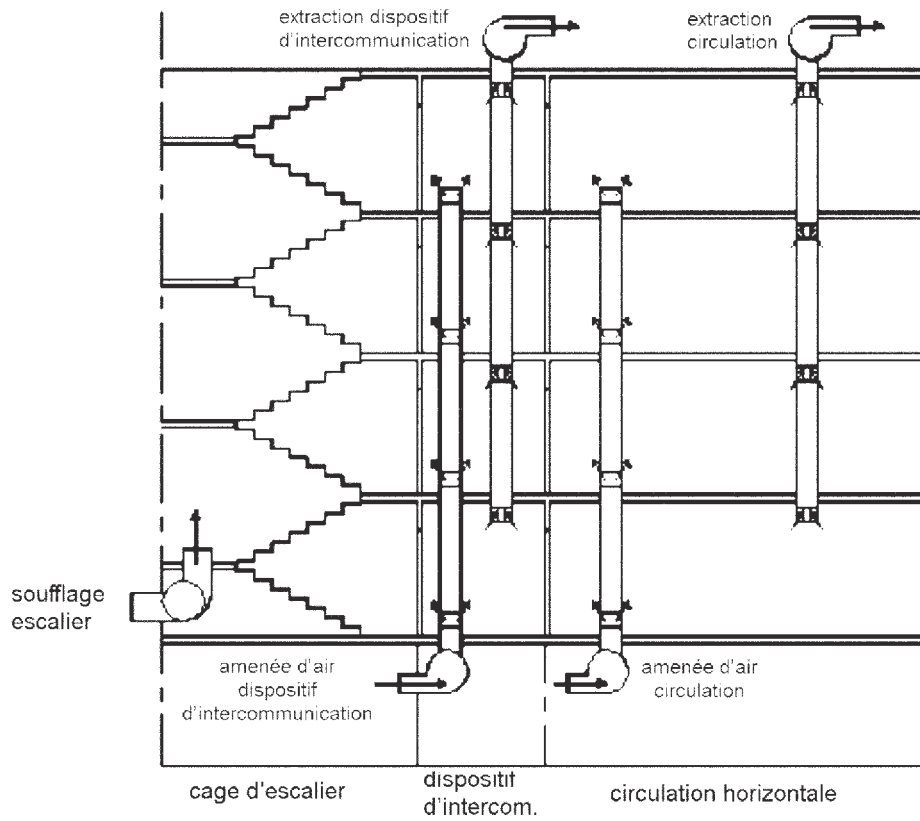 extraction dispositif
d'intercommunication
extraction
circulation
soufflage
escalier
amenée d'air
dispositif
d'intercommunication
amenée d'air
circulation
cage d'escalier
dispositif
d'intercom.
circulation horizontale